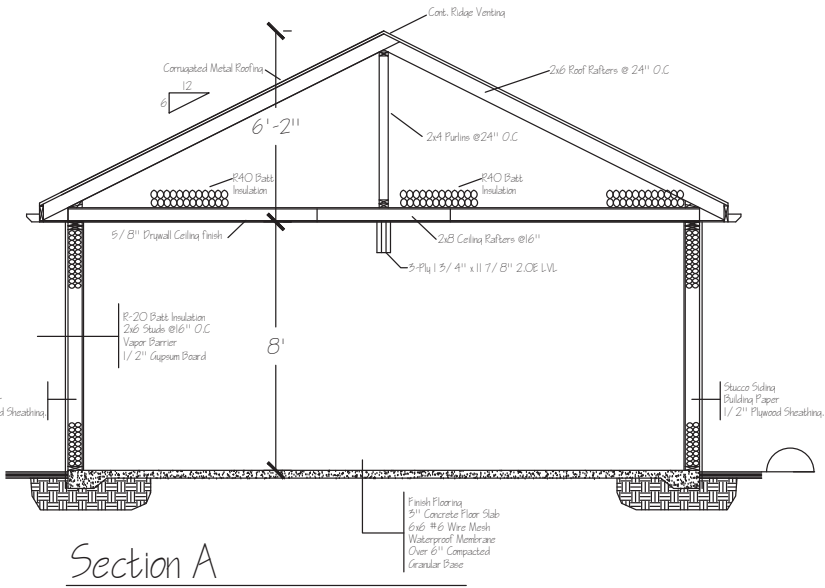 Cont. Ridge Venting
Corrugated Metal Roofing
2x6 Roof Rafters @ 24" O.C
12
6
6'-2"
2x4 Purlins @24" O.C
R40 Batt
Insulation
R40 Batt
Insulation
5/8" Drywall Ceiling finish
2x8 Ceiling Rafters @16"
3-Ply 1 3/4" x 11 7/8" 2.0E LVL
R-20 Batt Insulation
2x6 Studs @16" O.C
Vapor Barrier
1/2" Gypsum Board
8'
d Sheathing.
Stucco Siding
Building Paper
1/2" Plywood Sheathing.
Finish Flooring
3" Concrete Floor Slab
6x6 #6 Wire Mesh
Waterproof Membrane
Over 6" Compacted
Granular Base
Section A